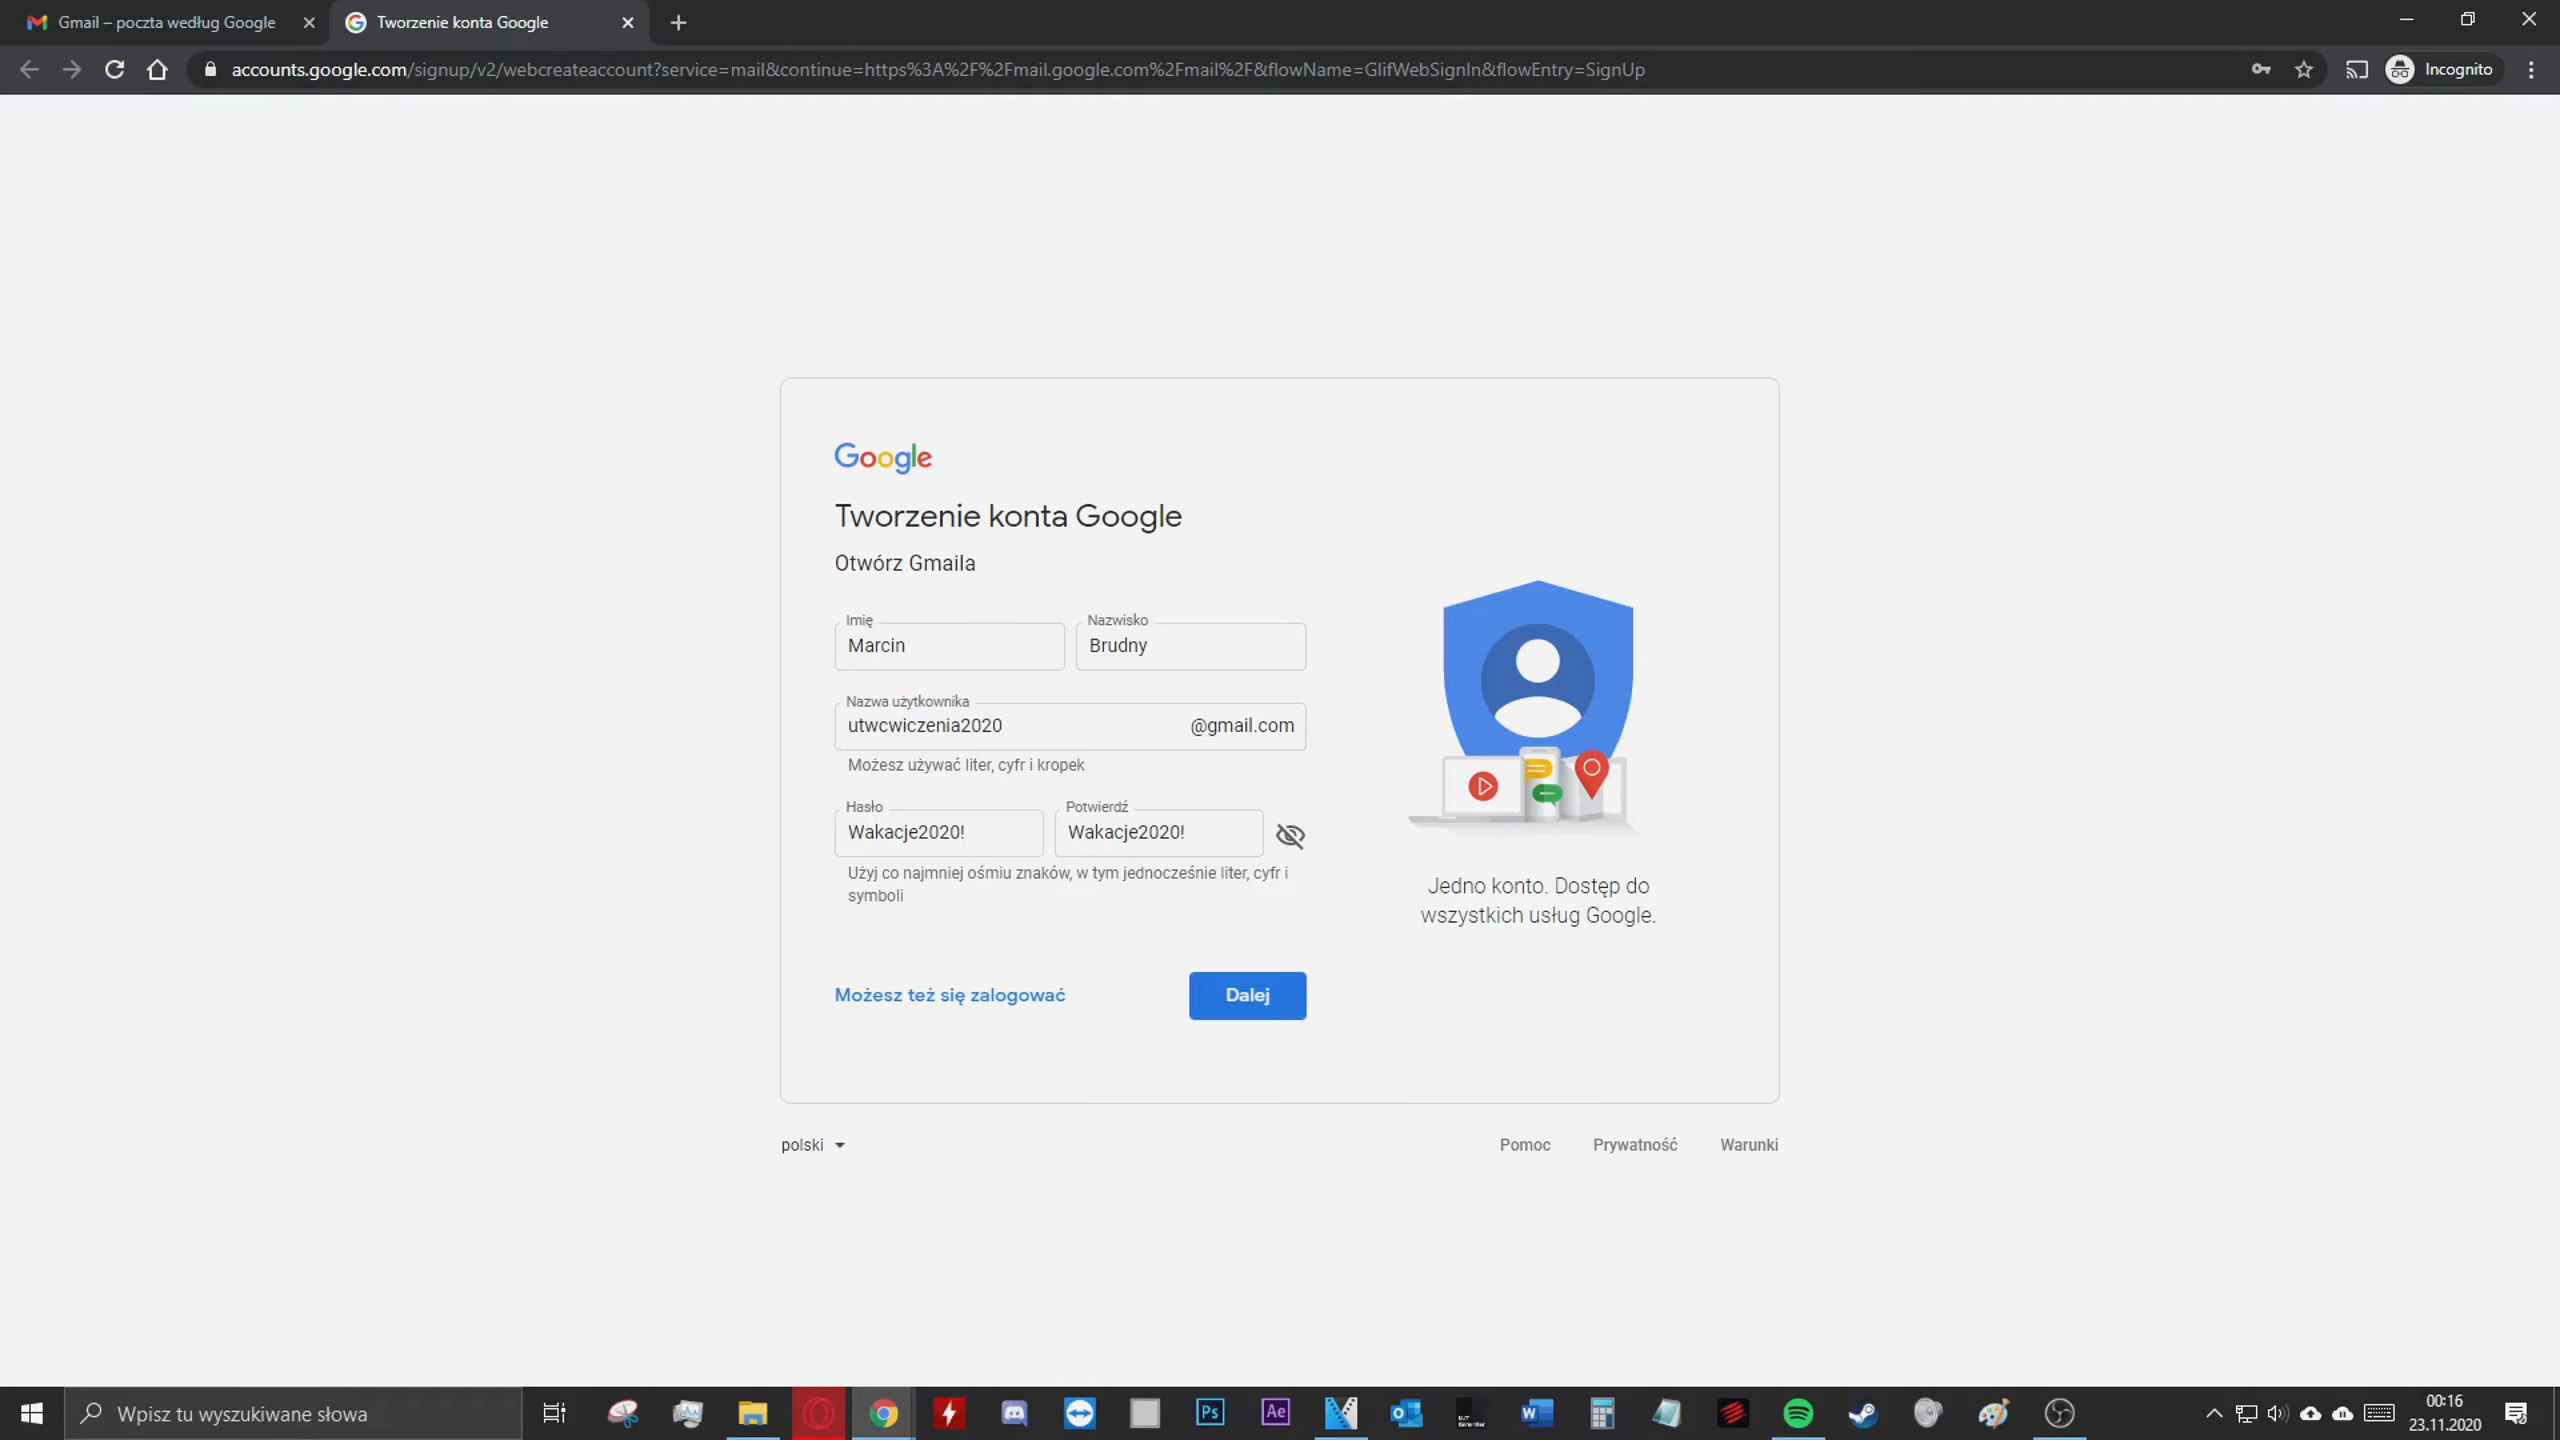 Gmail – poczta według Google
Tworzenie konta Google
accounts.google.com/signup/v2/webcreateaccount?service=mail&continue=https%3A%2F%2Fmail.google.com%2Fmail%2F&flowName=GlifWebSignIn&flowEntry=SignUp
Incognito
Google
Tworzenie konta Google
Otwórz Gmaila
Imię
Nazwisko
Marcin
Brudny
Nazwa użytkownika
utwcwiczenia2020
@gmail.com
Możesz używać liter, cyfr i kropek
Hasło
Potwierdź
Wakacje2020!
Wakacje2020!
Użyj co najmniej ośmiu znaków, w tym jednocześnie liter, cyfr i
symboli
Jedno konto. Dostęp do
wszystkich usług Google.
Możesz też się zalogować
Dalej
polski
Pomoc
Prywatność
Warunki
Wpisz tu wyszukiwane słowa
Ps
Ae
00:16
23.11.2020